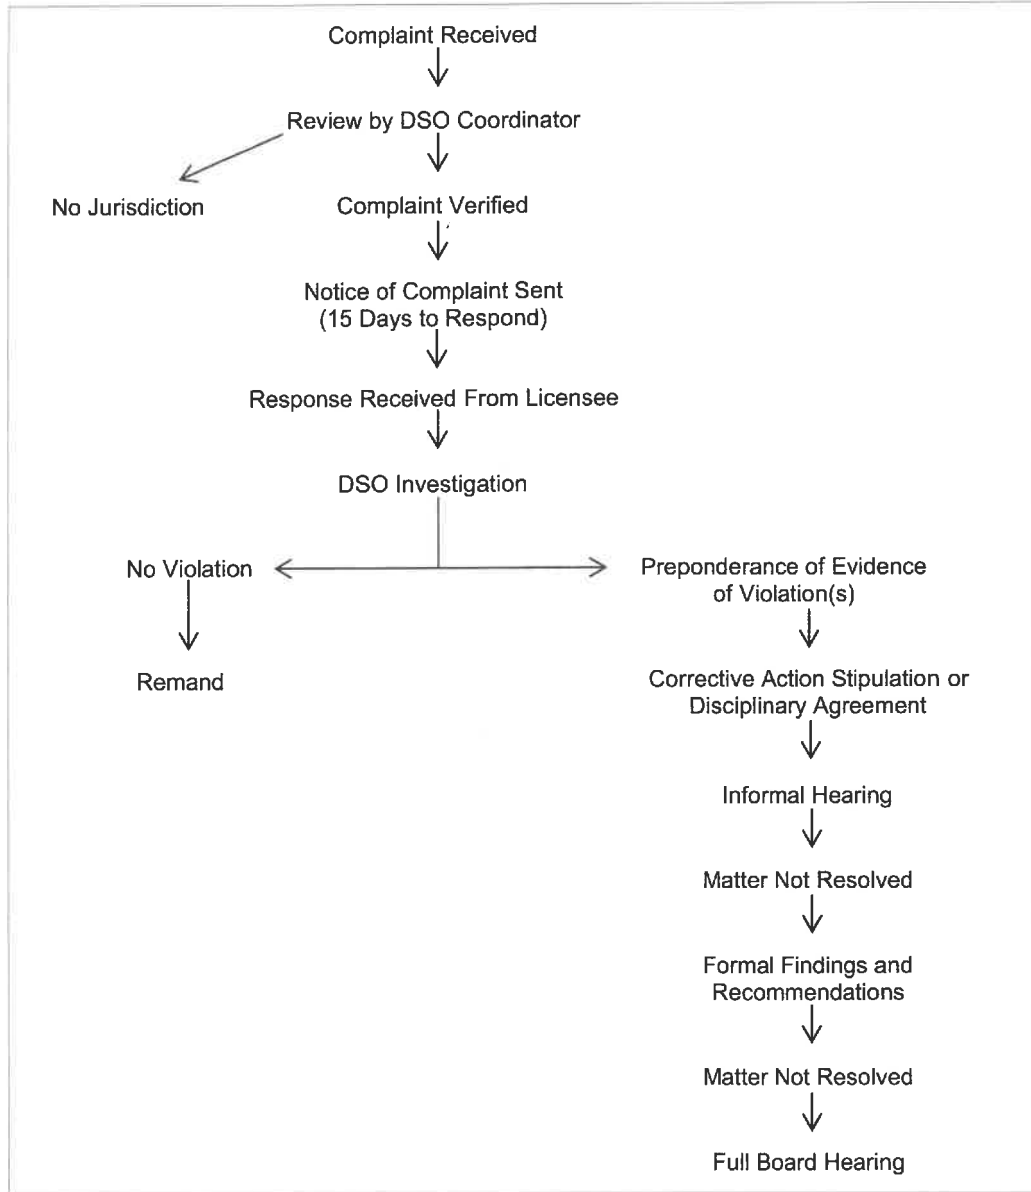 Complaint Received
Review by DSO Coordinator
No Jurisdiction
Complaint Verified
Notice of Complaint Sent
(15 Days to Respond)
Response Received From Licensee
DSO Investigation
No Violation
Preponderance of Evidence
of Violation(s)
Remand
Corrective Action Stipulation or
Disciplinary Agreement
Informal Hearing
Matter Not Resolved
Formal Findings and
Recommendations
Matter Not Resolved
Full Board Hearing